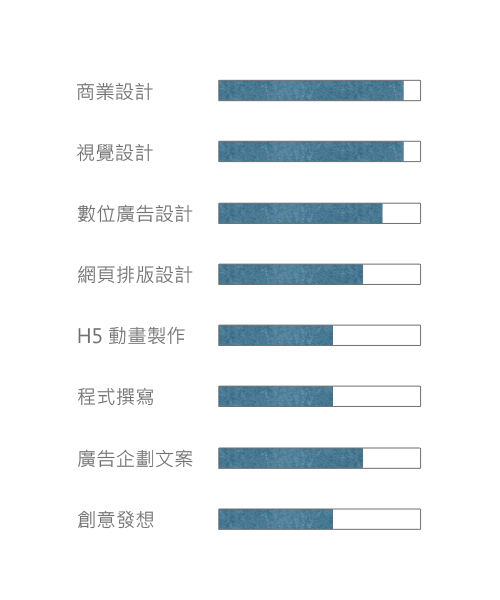 商業設計
視覺設計
數位廣告設計
網頁排版設計
H5 動畫製作
程式撰寫
廣告企劃文案
創意發想